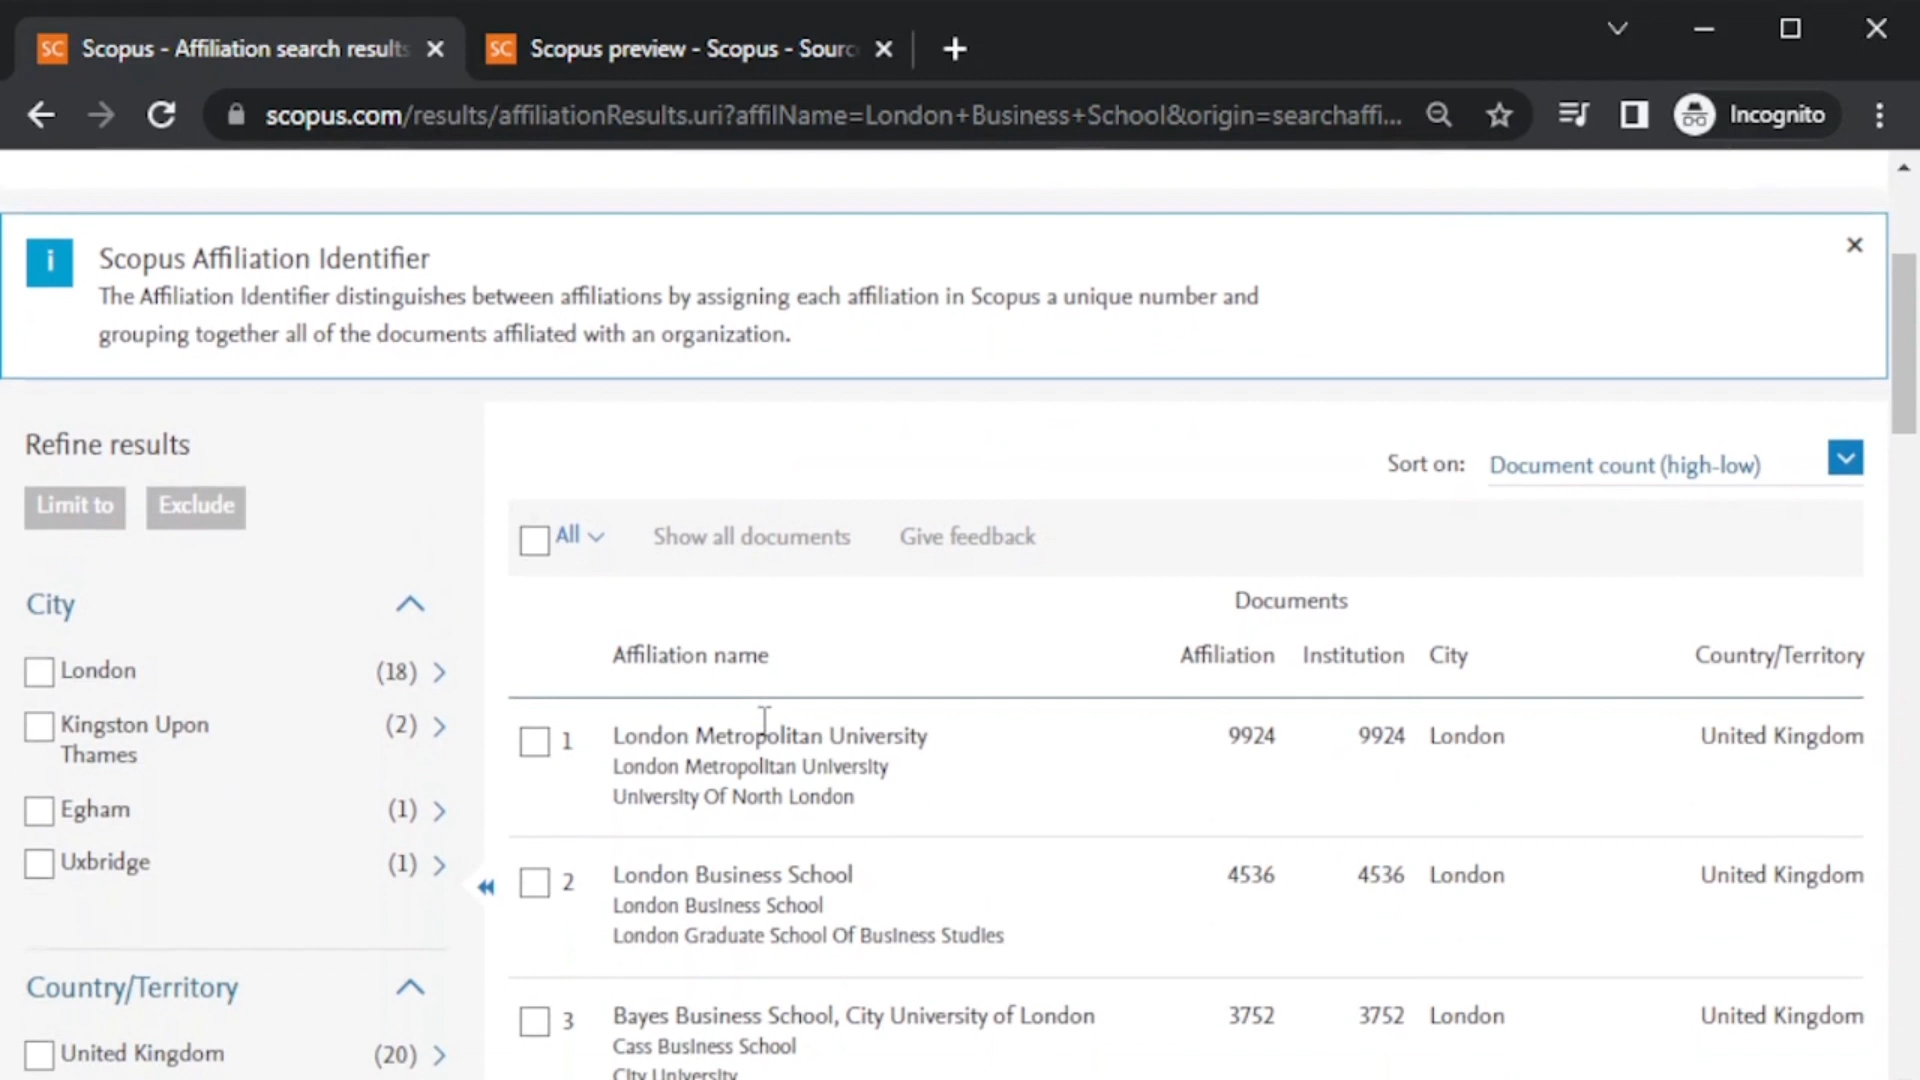 SC Scopus - Affiliation search results
SC Scopus preview - Scopus - Sourc
scopus.com/results/affiliationResults.uri?affilName=London+Business+School&origin=searchaffi...
Incognito
i
Scopus Affiliation Identifier
The Affiliation Identifier distinguishes between affiliations by assigning each affiliation in Scopus a unique number and
grouping together all of the documents affiliated with an organization.
Refine results
Limit to
Exclude
City
London (18)
Kingston Upon (2)
Thames
Egham (1)
Uxbridge (1)
Country/Territory
United Kingdom (20)
Sort on: Document count (high-low)
All Show all documents Give feedback
Documents
Affiliation name Affiliation Institution City Country/Territory
1 London Metropolitan University 9924 9924 London United Kingdom
London Metropolitan University
University Of North London
2 London Business School 4536 4536 London United Kingdom
London Business School
London Graduate School Of Business Studies
3 Bayes Business School, City University of London 3752 3752 London United Kingdom
Cass Business School
City University